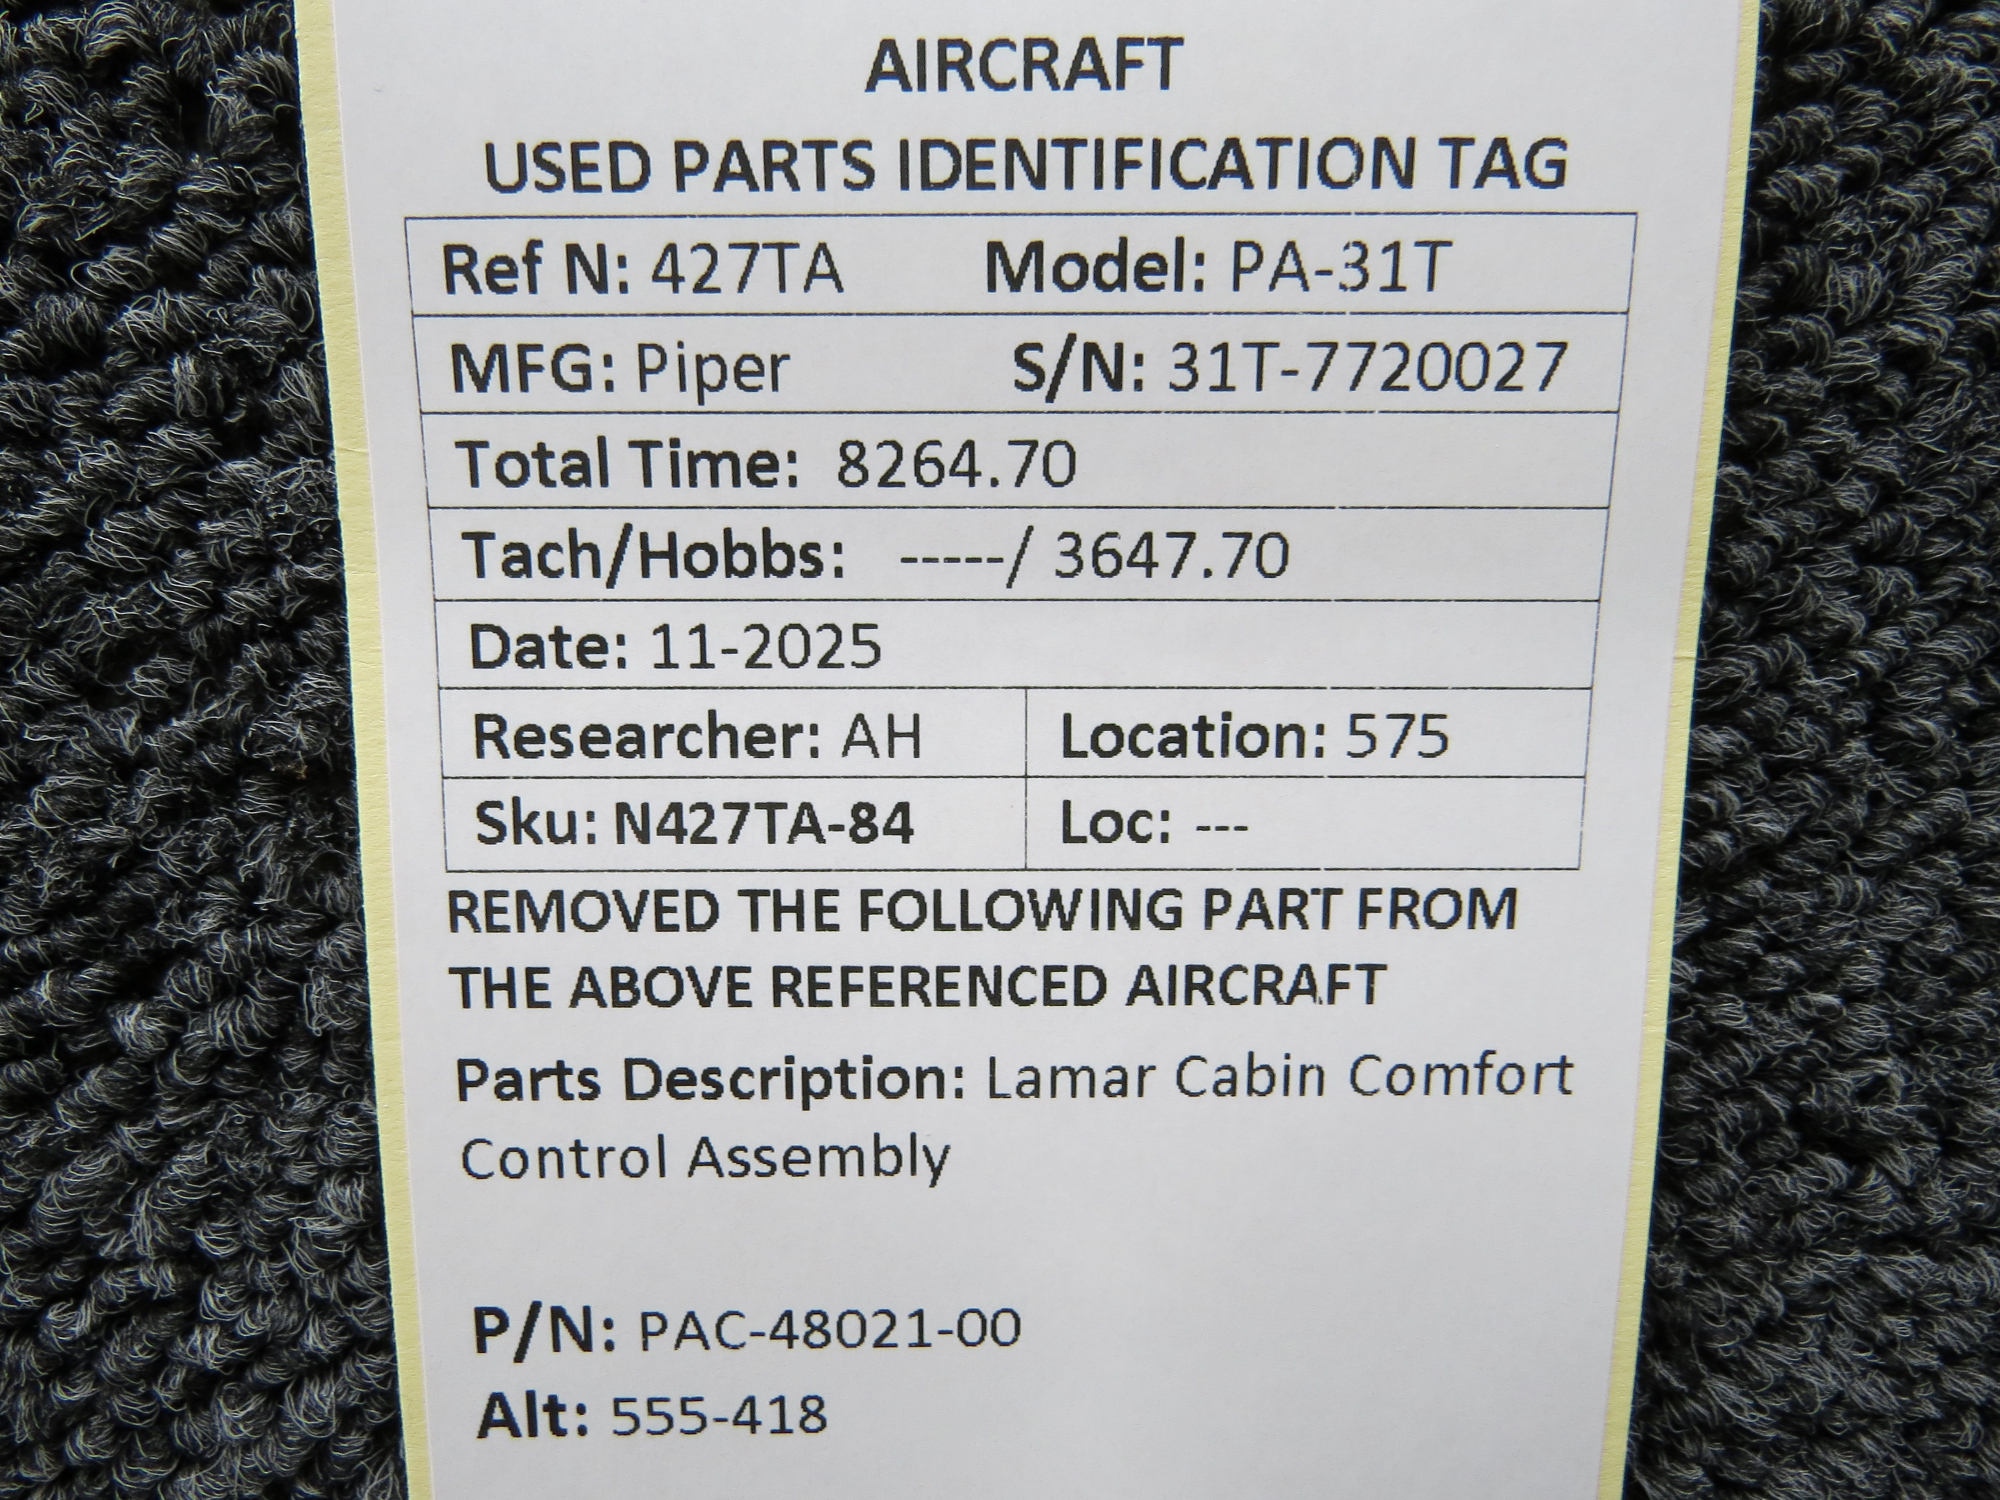 AIRCRAFT
USED PARTS IDENTIFICATION TAG
Ref N: 427TA Model: PA-31T
MFG: Piper S/N: 31T-7720027
Total Time: 8264.70
Tach/Hobbs: -----/ 3647.70
Date: 11-2025
Researcher: AH Location: 575
Sku: N427TA-84 Loc: ---
REMOVED THE FOLLOWING PART FROM
THE ABOVE REFERENCED AIRCRAFT
Parts Description: Lamar Cabin Comfort
Control Assembly
P/N: PAC-48021-00
Alt: 555-418